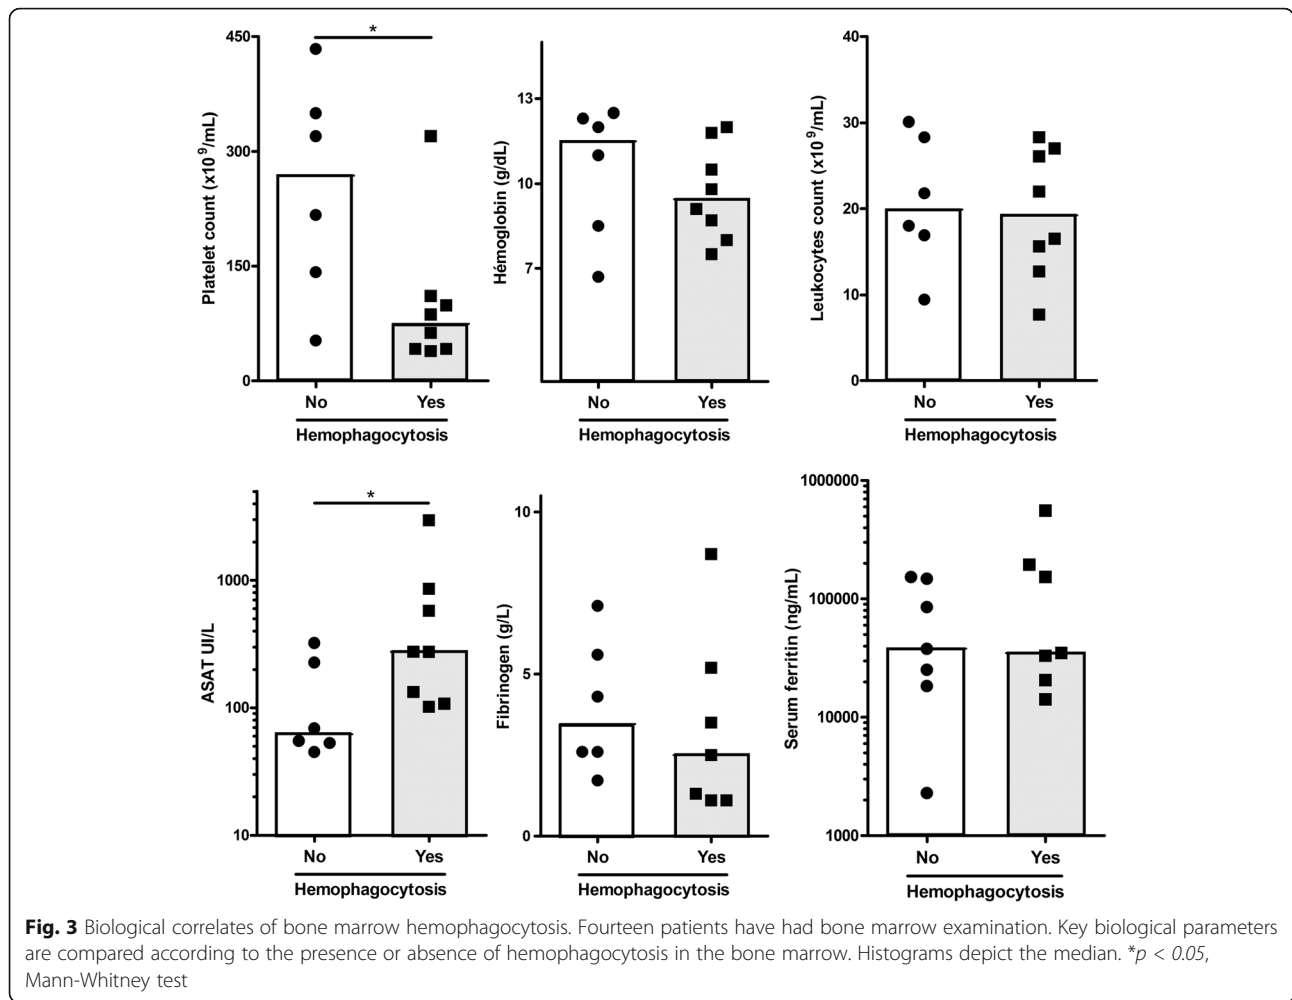 450
300
150
0
Platelet count (x10⁹/mL)
*
No
Yes
Hemophagocytosis
13
10
7
Hémoglobin (g/dL)
No
Yes
Hemophagocytosis
40
30
20
10
0
Leukocytes count (x10⁹/mL)
No
Yes
Hemophagocytosis
1000
100
10
ASAT UI/L
*
No
Yes
Hemophagocytosis
10
5
0
Fibrinogen (g/L)
No
Yes
Hemophagocytosis
1000000
100000
10000
1000
Serum ferritin (ng/mL)
No
Yes
Hemophagocytosis
Fig. 3 Biological correlates of bone marrow hemophagocytosis. Fourteen patients have had bone marrow examination. Key biological parameters
are compared according to the presence or absence of hemophagocytosis in the bone marrow. Histograms depict the median. *p < 0.05,
Mann-Whitney test